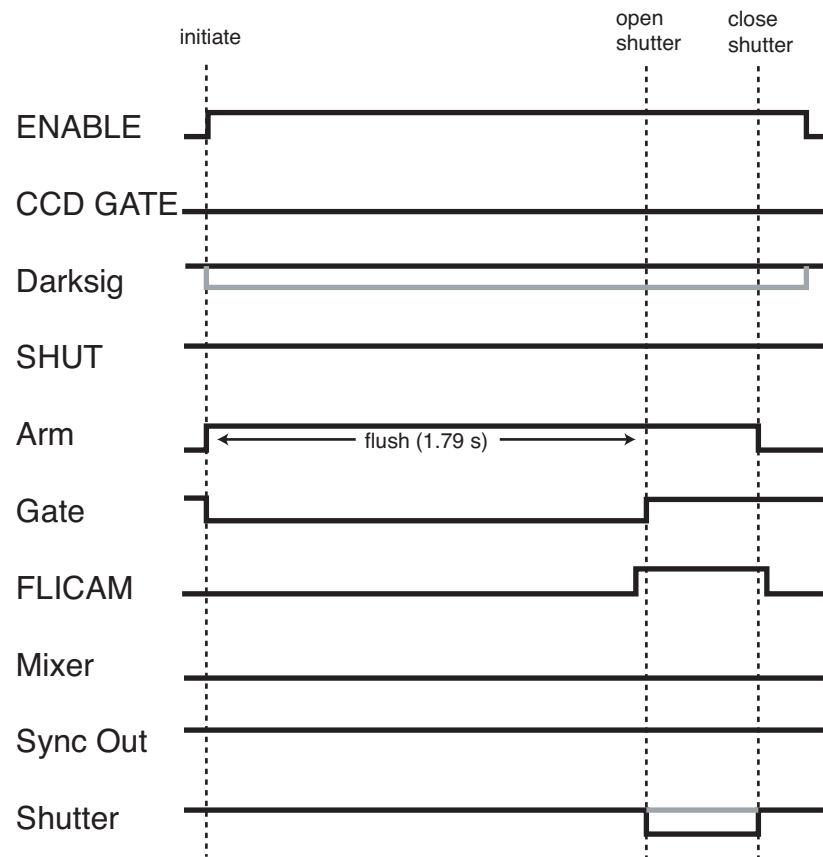 initiate
open
shutter
close
shutter
ENABLE
CCD GATE
Darksig
SHUT
Arm
flush (1.79 s)
Gate
FLICAM
Mixer
Sync Out
Shutter